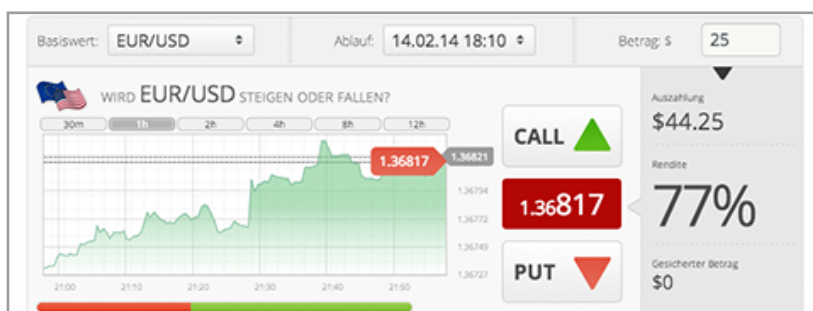 Basiswert: EUR/USD Ablauf: 14.02.14 18:10 Betrag: $ 25
WIRD EUR/USD STEIGEN ODER FALLEN?
30m 1h 2h 4h 8h 12h
1.36817 1.36821
1.36794
1.36772
1.36749
1.36727
21:00 21:10 21:20 21:30 21:40 21:50
CALL
1.36817
PUT
Auszahlung
$44.25
Rendite
77%
Gesicherter Betrag
$0